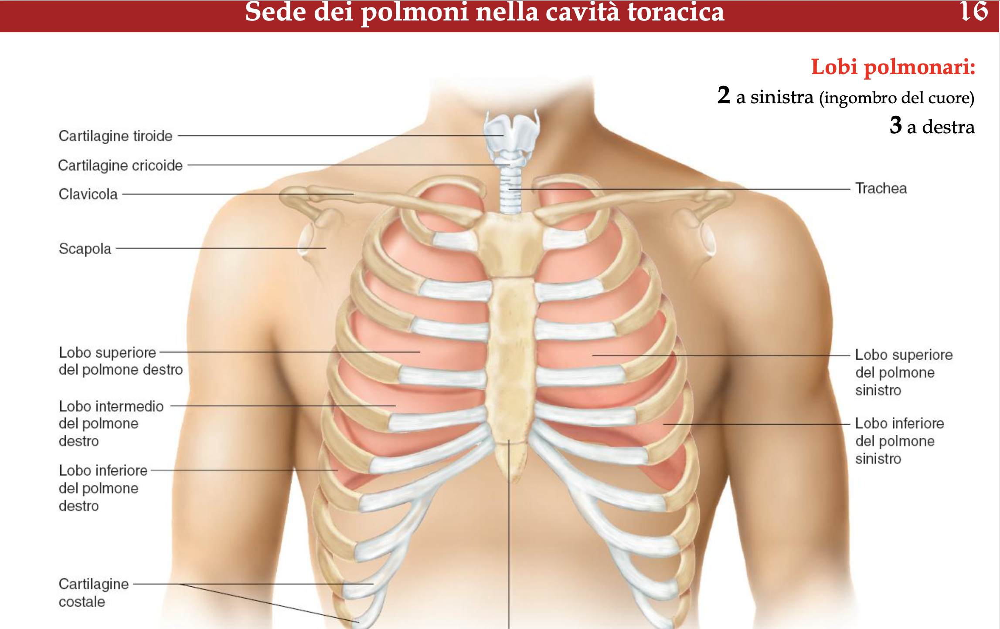 Sede dei polmoni nella cavità toracica
16
Lobi polmonari:
2 a sinistra (ingombro del cuore)
3 a destra
Cartilagine tiroide
Cartilagine cricoide
Clavicola
Scapola
Lobo superiore
del polmone destro
Lobo intermedio
del polmone
destro
Lobo inferiore
del polmone
destro
Cartilagine
costale
Trachea
Lobo superiore
del polmone
sinistro
Lobo inferiore
del polmone
sinistro